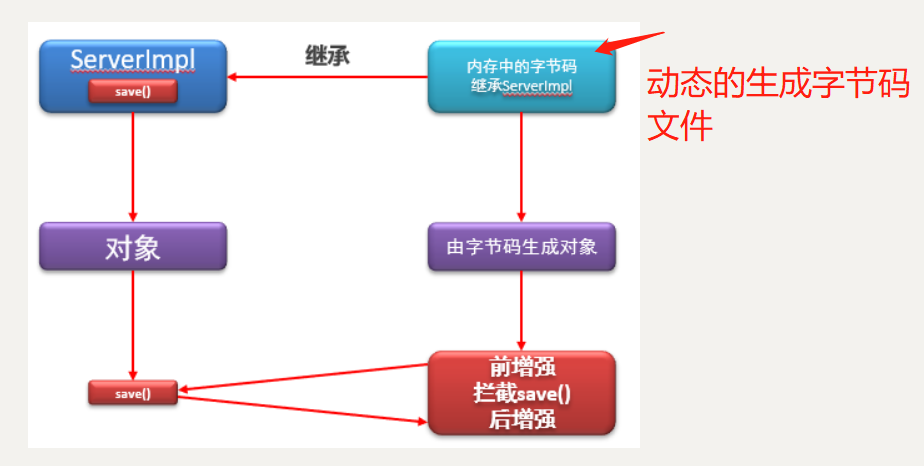 ServerImpl
save()
继承
内存中的字节码
继承ServerImpl
动态的生成字节码
文件
对象
由字节码生成对象
save()
前增强
拦截save()
后增强